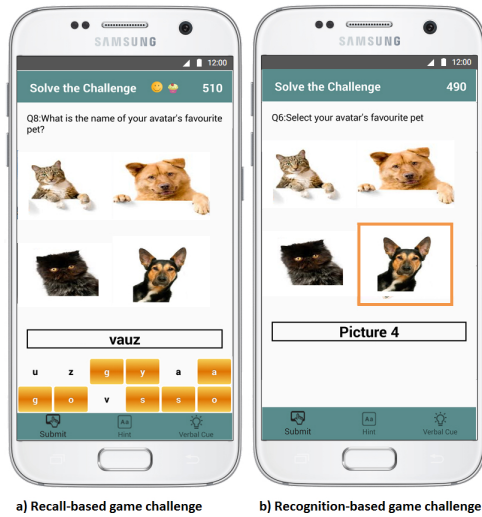 SAMSUNG
12:00
Solve the Challenge 510
Q8:What is the name of your avatar's favourite
pet?
vauz
u z g y a a
g o v s s o
Submit
Aa
Hint
Verbal Cue
a) Recall-based game challenge
SAMSUNG
12:00
Solve the Challenge 490
Q6:Select your avatar's favourite pet
Picture 4
Submit
Aa
Hint
Verbal Cue
b) Recognition-based game challenge